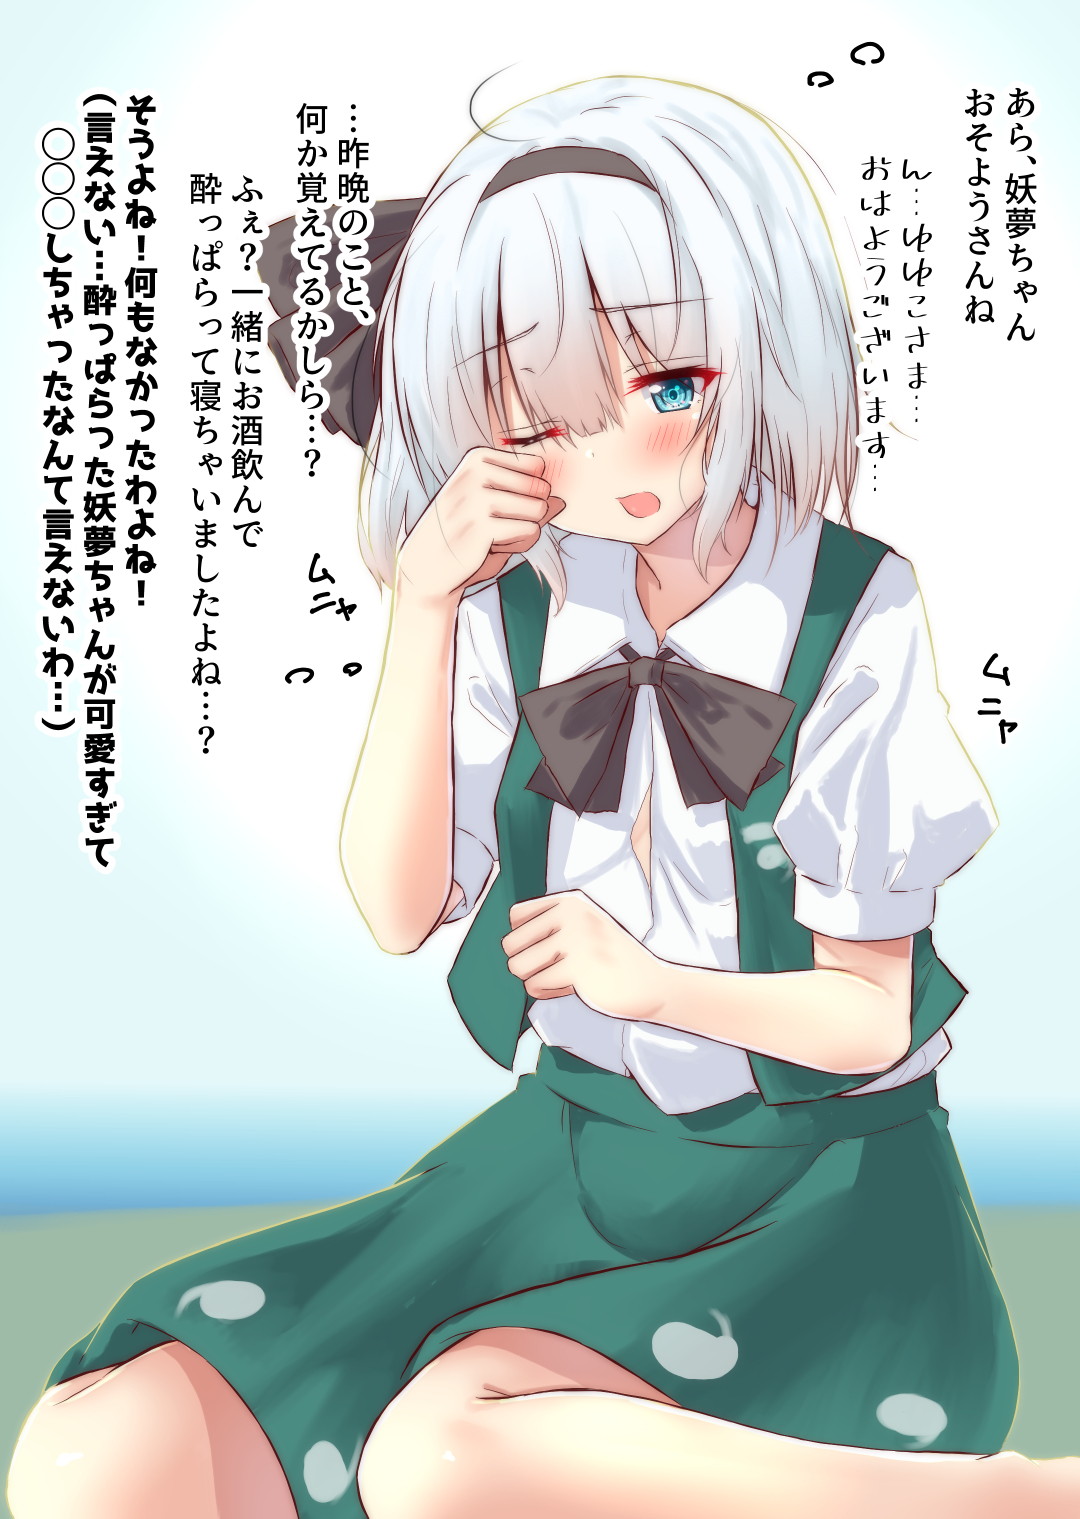 あら、妖夢ちゃん
おそようさんね
ん…ゆゆこさま…
おはようございます…
…昨晩のこと、
何か覚えてるかしら…?
ふぇ?一緒にお酒飲んで
酔っぱらって寝ちゃいましたよね…?
そうよね!何もなかったわよね!
(言えない…酔っぱらった妖夢ちゃんが可愛すぎて
○○○しちゃったなんて言えないわ…)
ムニャ
ムニャ